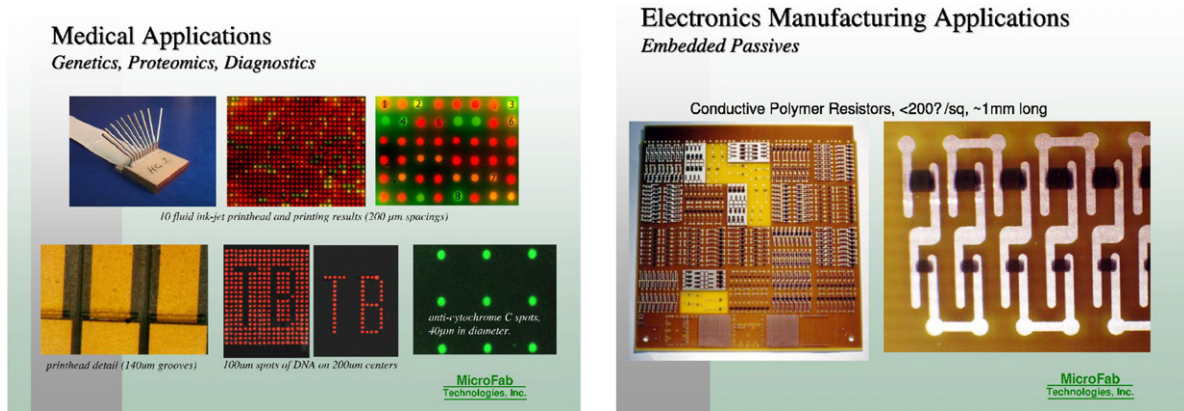 Medical Applications
Genetics, Proteomics, Diagnostics
HC 2
1
2
3
4
5
6
7
8
10 fluid ink-jet printhead and printing results (200 µm spacings)
TB
TB
anti-cytochrome C spots,
40µm in diameter.
printhead detail (140um grooves)
100um spots of DNA on 200um centers
MicroFab
Technologies, Inc.
Electronics Manufacturing Applications
Embedded Passives
Conductive Polymer Resistors, <200?/sq, ~1mm long
MicroFab
Technologies, Inc.